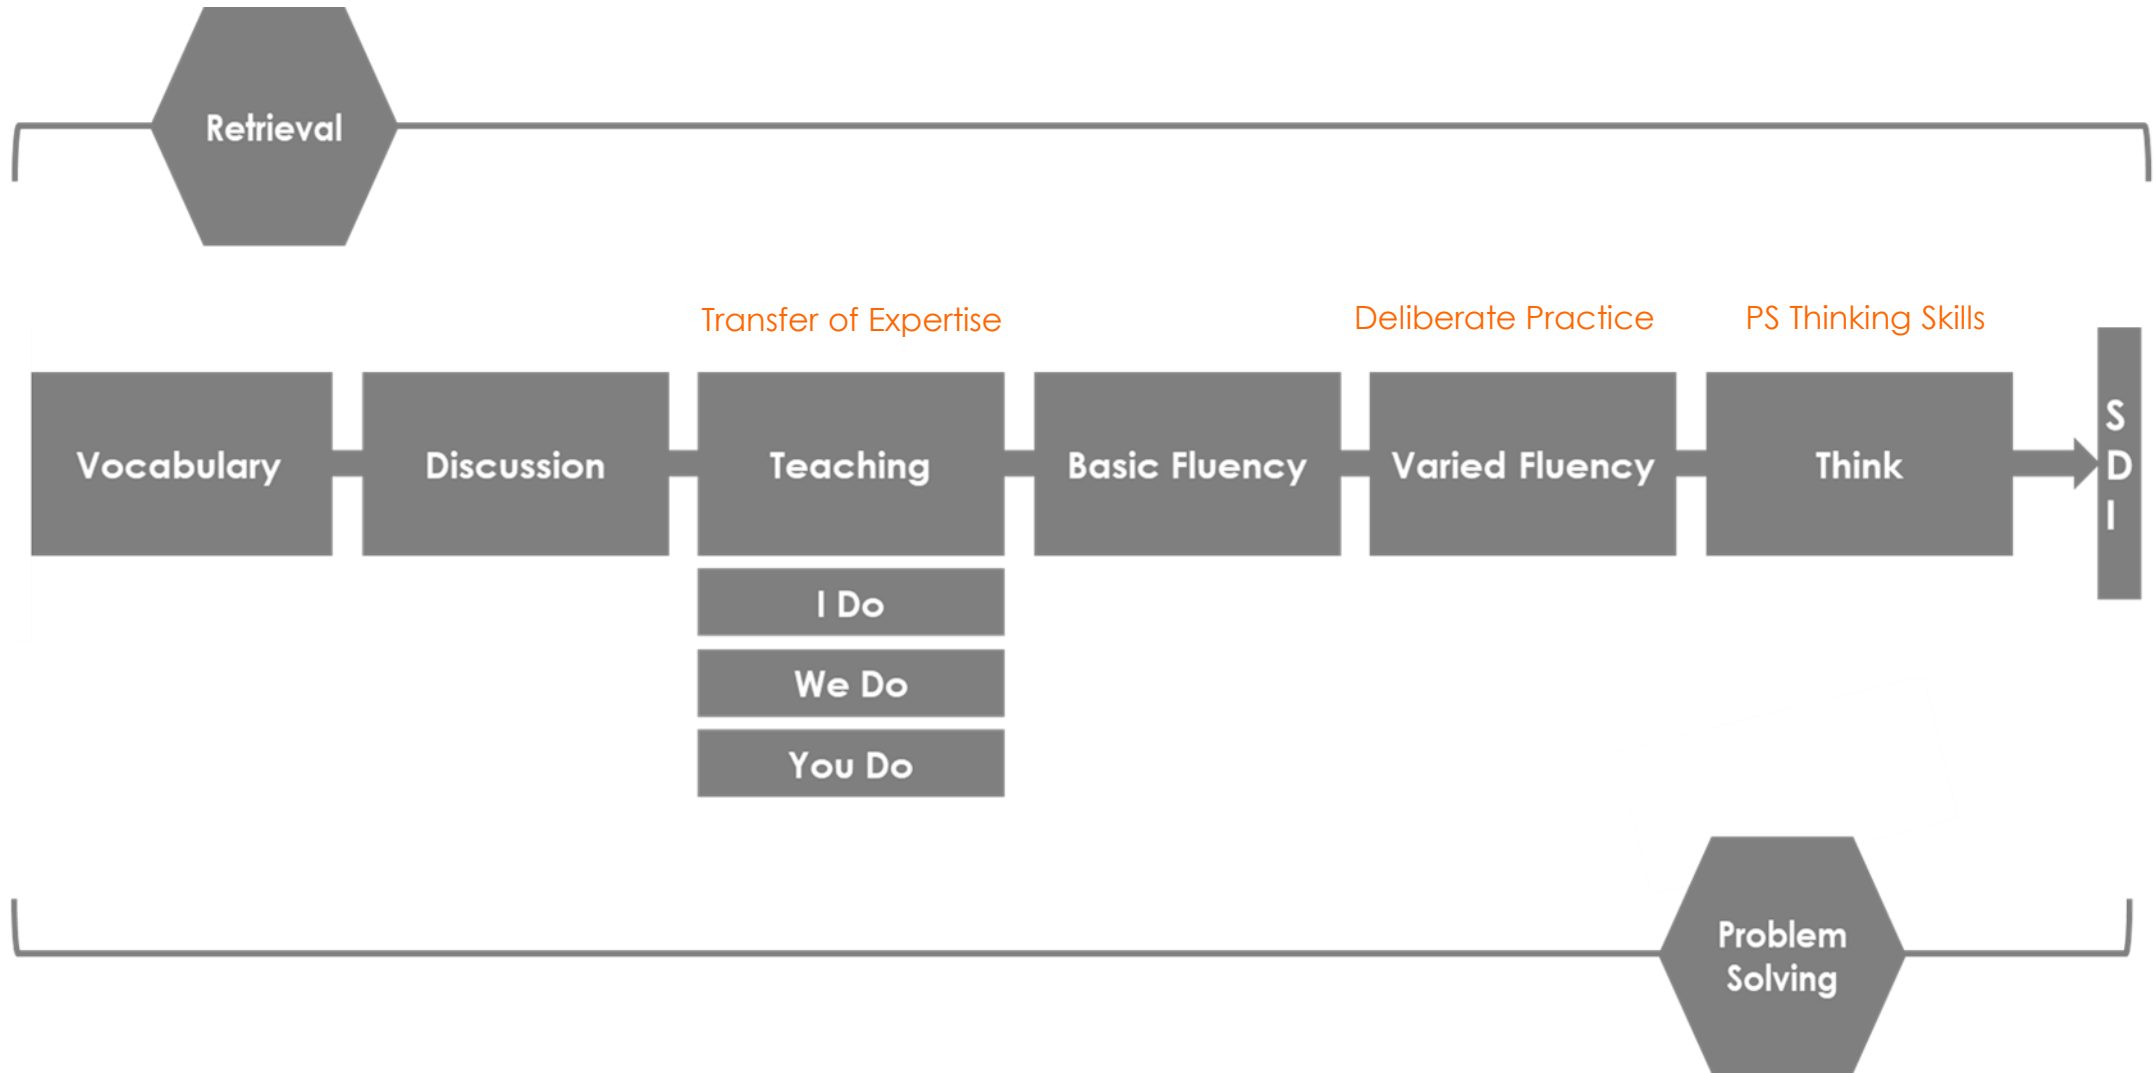 Retrieval
Transfer of Expertise
Deliberate Practice
PS Thinking Skills
Vocabulary
Discussion
Teaching
Basic Fluency
Varied Fluency
Think
S
D
I
I Do
We Do
You Do
Problem
Solving